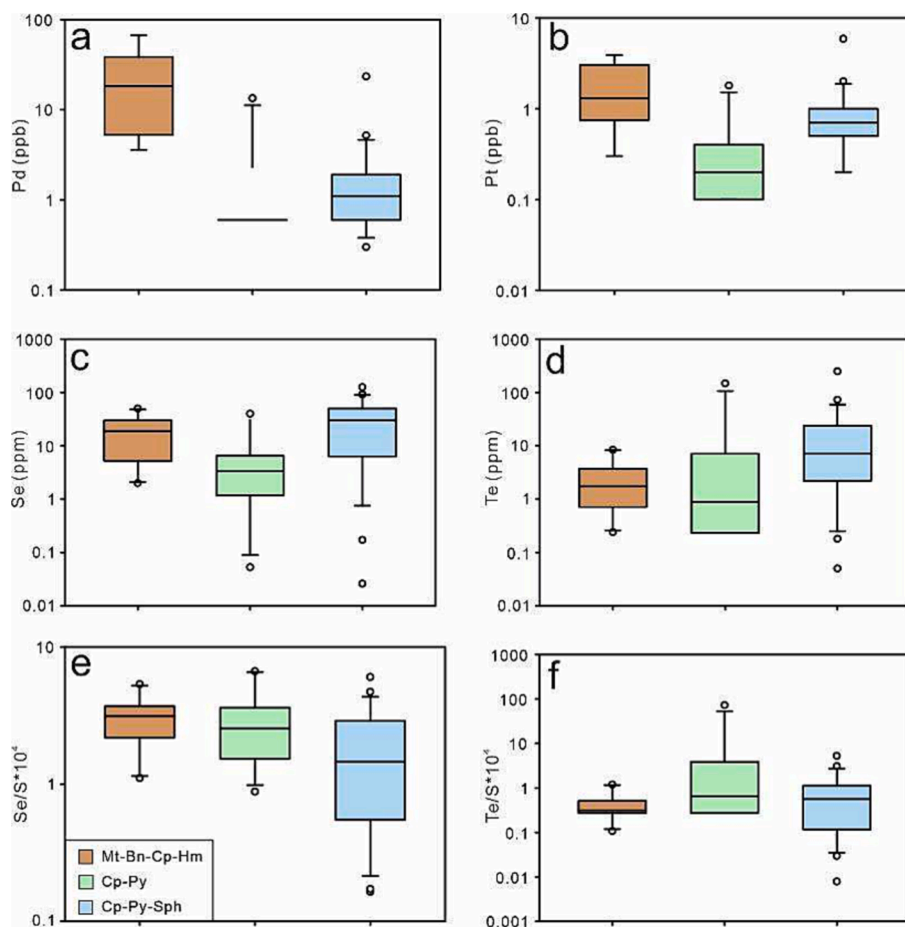 a
Pd (ppb)
100
10
1
0.1
b
Pt (ppb)
10
1
0.1
0.01
c
Se (ppm)
1000
100
10
1
0.1
0.01
d
Te (ppm)
1000
100
10
1
0.1
0.01
e
Se/S*10⁴
10
1
0.1
Mt-Bn-Cp-Hm
Cp-Py
Cp-Py-Sph
f
Te/S*10⁴
1000
100
10
1
0.1
0.01
0.001